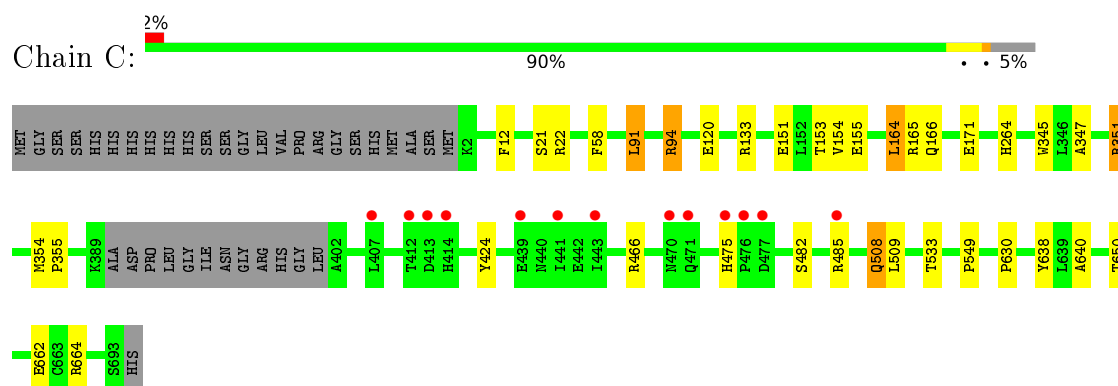 2%
Chain C:
90%
• • 5%
MET GLY SER SER HIS HIS HIS HIS HIS HIS SER SER GLY LEU VAL PRO ARG GLY SER HIS MET ALA SER MET K2 F12 S21 R22 F58 L91 R94 E120 R133 E151 L152 T153 V154 E155 L164 R165 Q166 E171 H264 W345 L346 A347 R351
M354 P355 K389 ALA ASP PRO LEU GLY ILE ASN GLY ARG HIS GLY LEU A402 L407 T412 D413 H414 Y424 E439 N440 I441 E442 I443 R466 N470 Q471 H475 P476 D477 S482 R485 Q508 L509 T533 P549 P630 Y638 L639 A640 T650
E662 C663 R664 S693 HIS